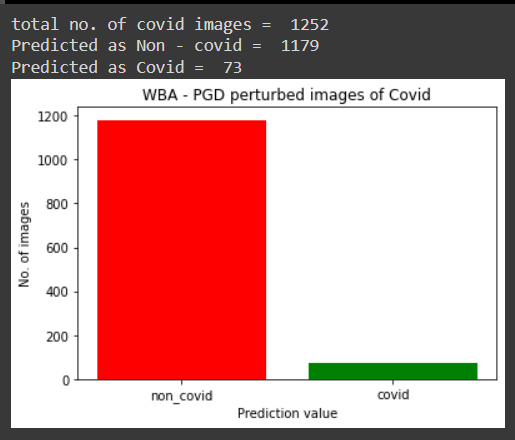 total no. of covid images =  1252
Predicted as Non - covid =  1179
Predicted as Covid =  73
WBA - PGD perturbed images of Covid
1200
1000
800
600
400
200
0
No. of images
non_covid covid
Prediction value